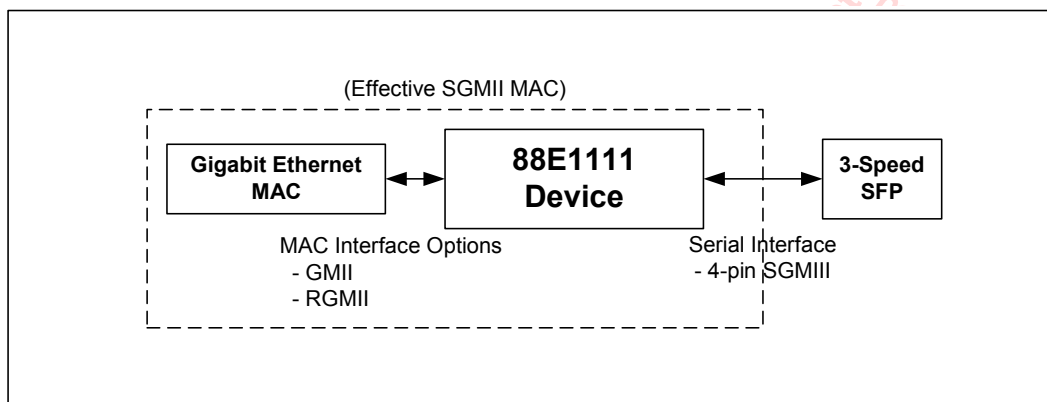 (Effective SGMII MAC)
Gigabit Ethernet
MAC
88E1111
Device
3-Speed
SFP
MAC Interface Options
- GMII
- RGMII
Serial Interface
- 4-pin SGMIII